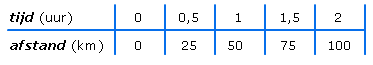 tijd (uur) 0 0,5 1 1,5 2
afstand (km) 0 25 50 75 100